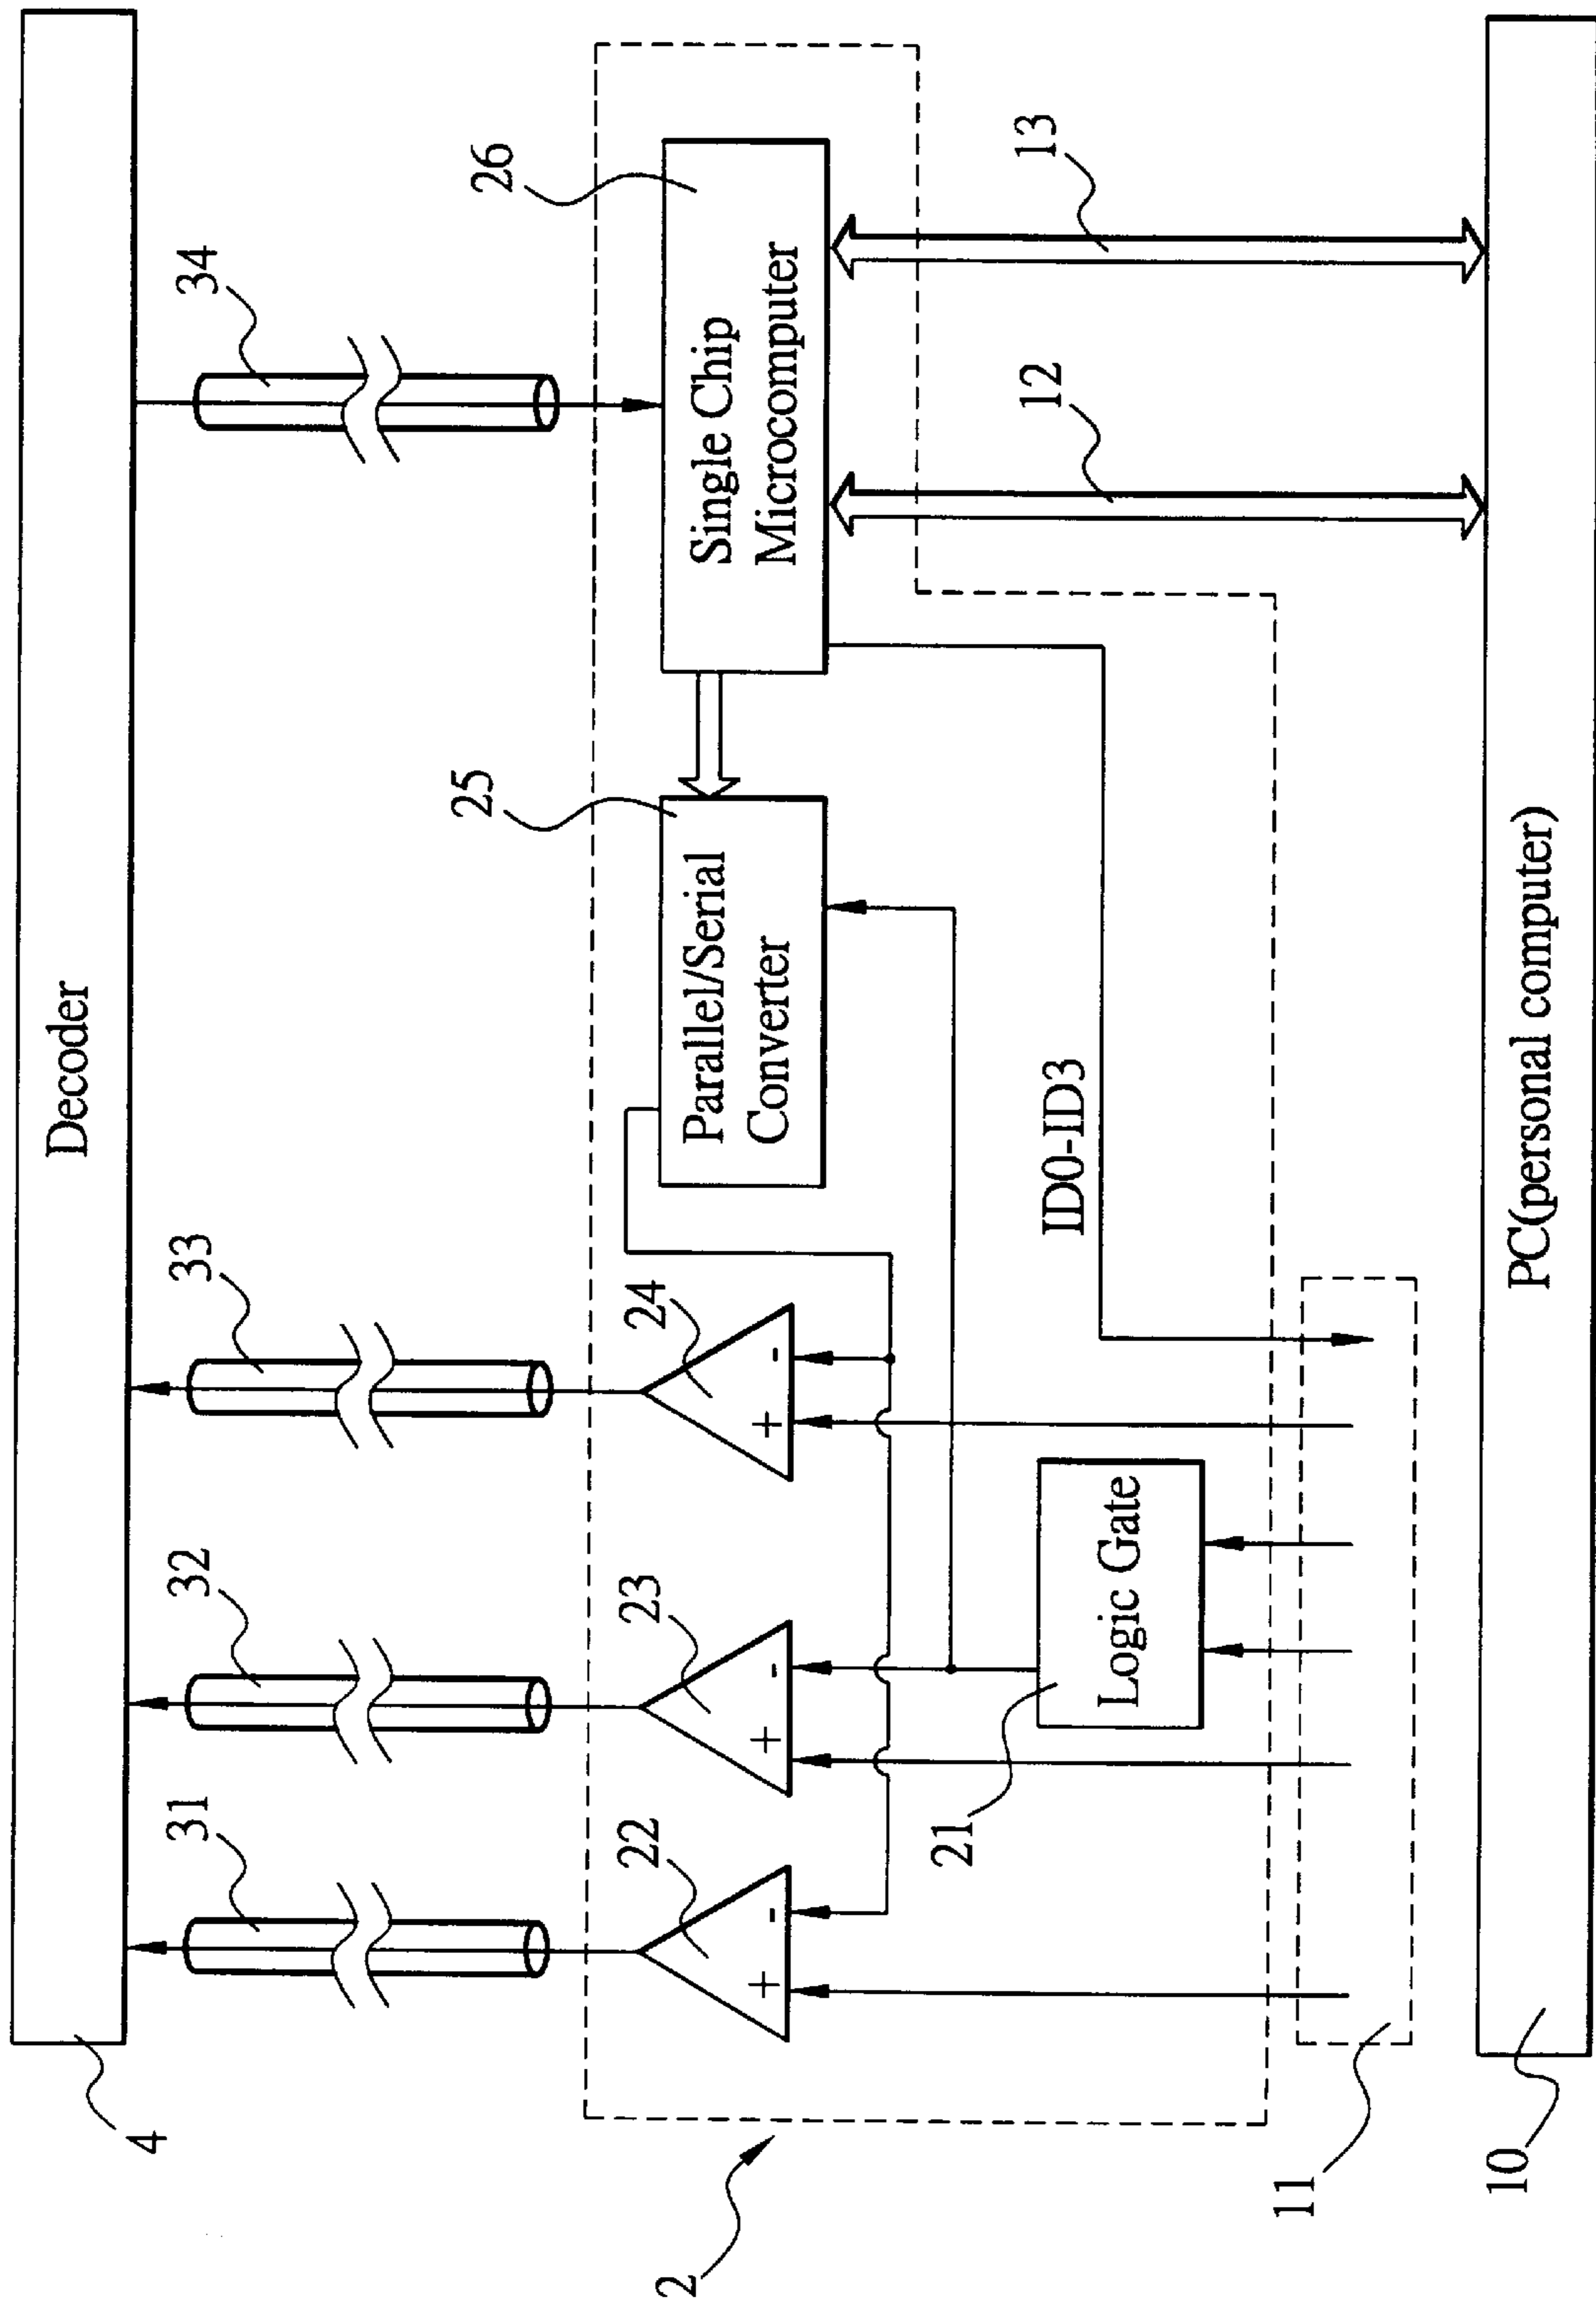 Decoder
4
31
32
33
34
2
22
+
-
23
+
-
24
+
-
25
Parallel/Serial
Converter
26
Single Chip
Microcomputer
21
Logic Gate
ID0-ID3
12
13
11
10
PC(personal computer)